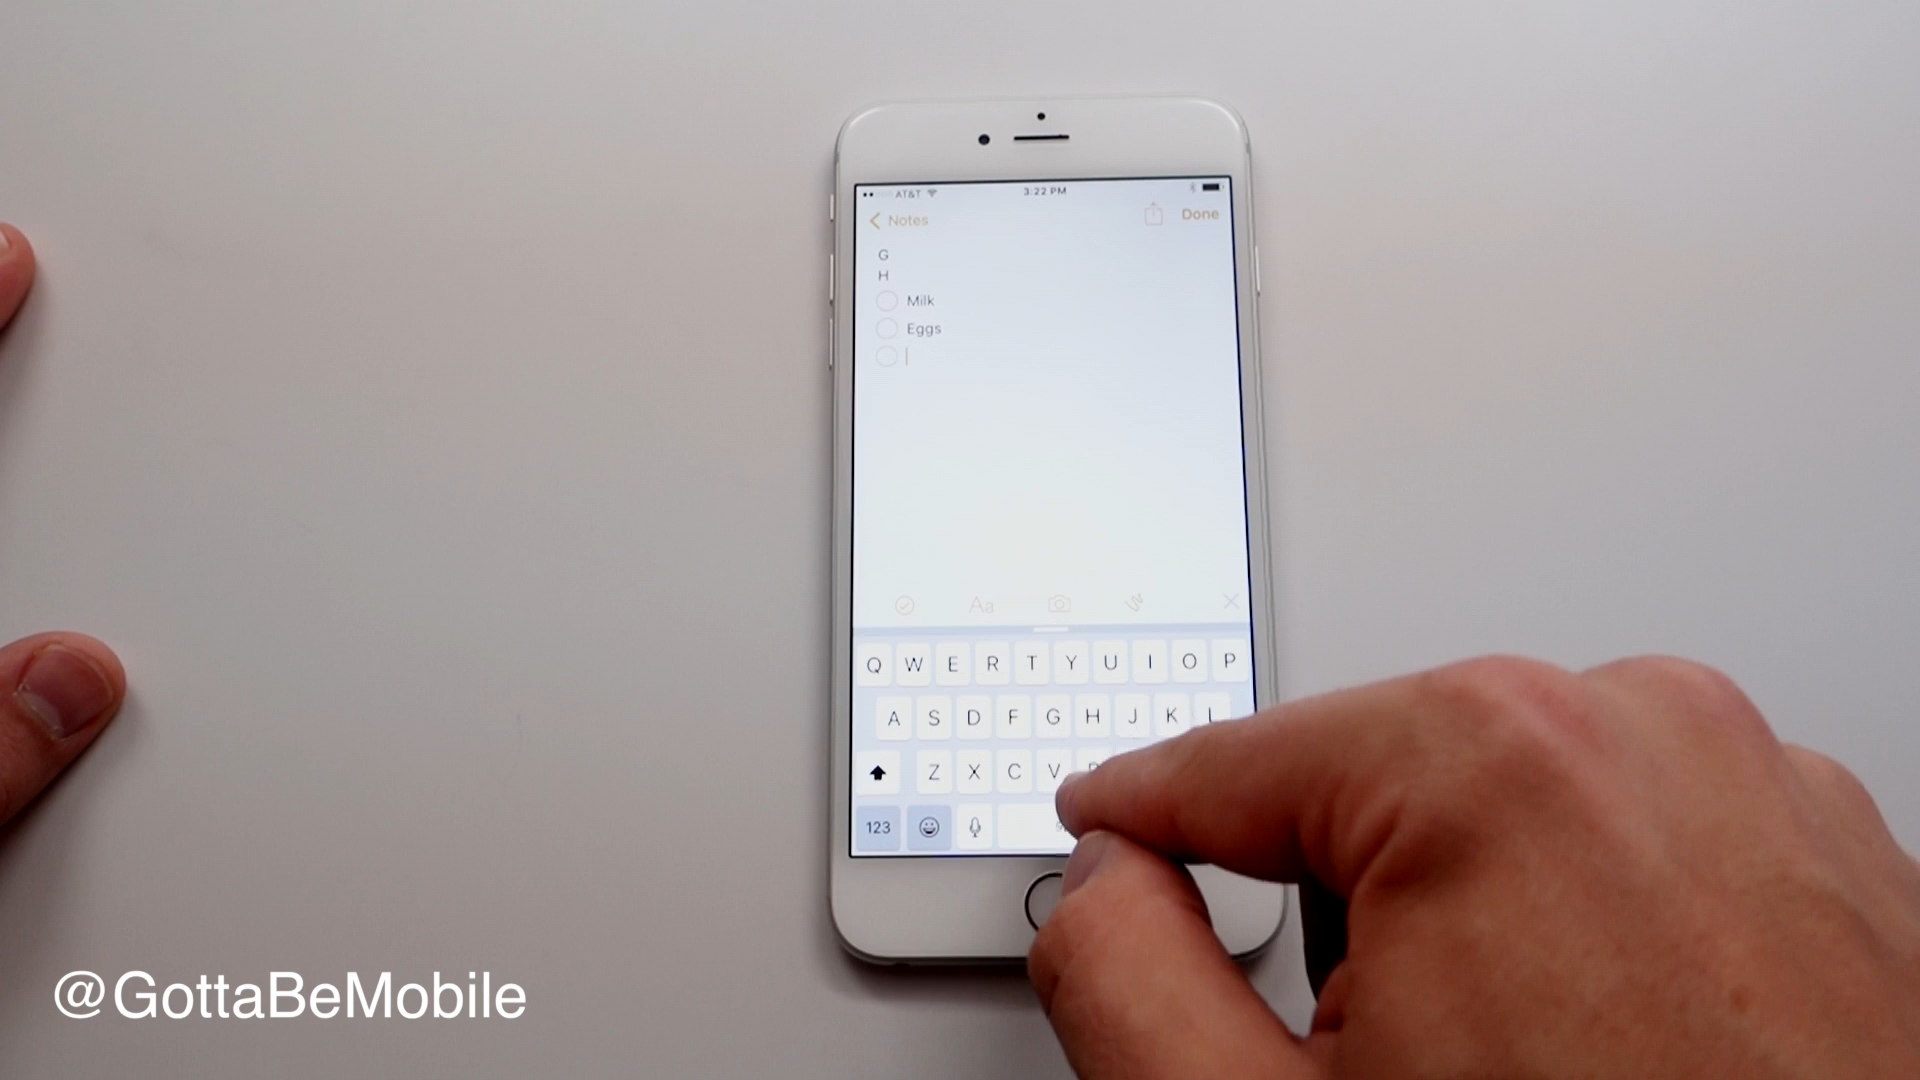 AT&T
3:22 PM
Notes
Done
G
H
Milk
Eggs
Aa
Q W E R T Y U I O P
A S D F G H J K L
Z X C V
123
@GottaBeMobile